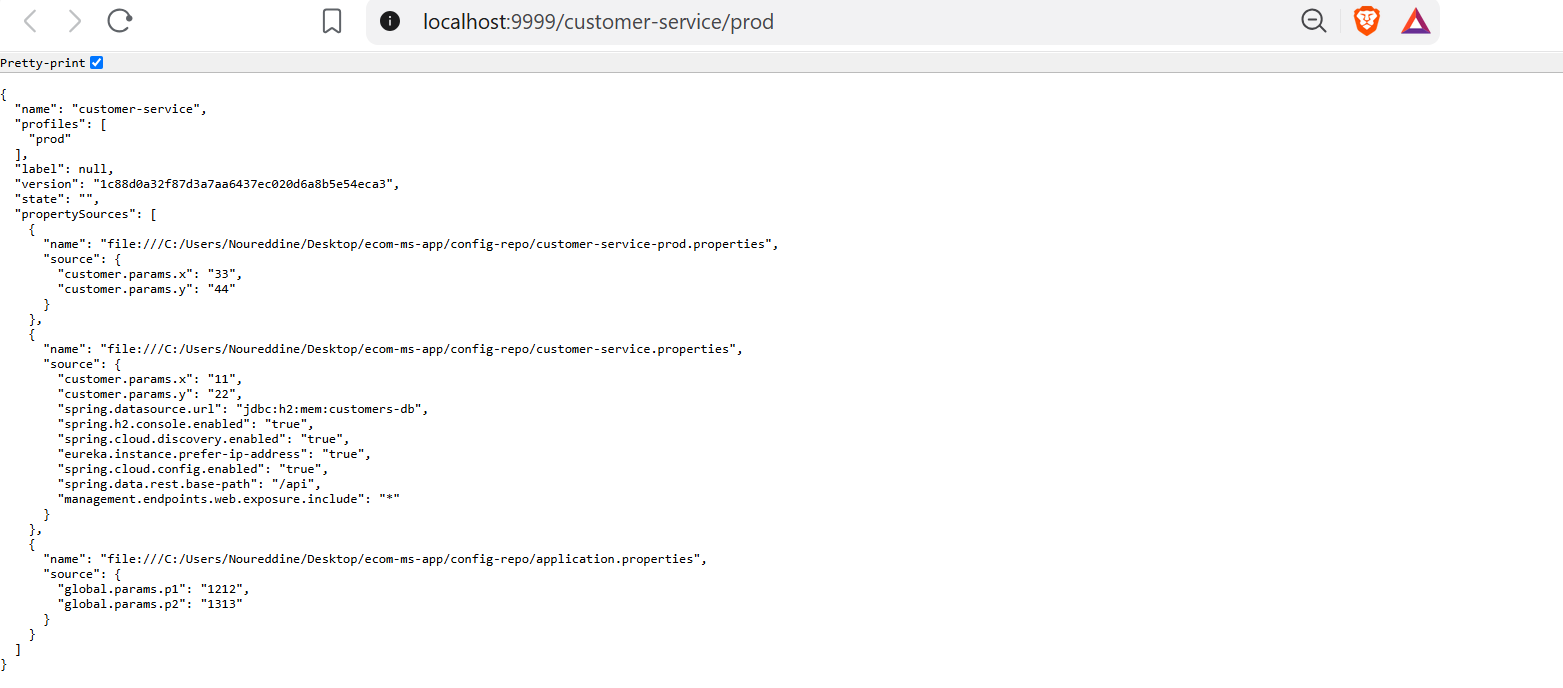 localhost:9999/customer-service/prod
Pretty-print
{
  "name": "customer-service",
  "profiles": [
    "prod"
  ],
  "label": null,
  "version": "1c88d0a32f87d3a7aa6437ec020d6a8b5e54eca3",
  "state": "",
  "propertySources": [
    {
      "name": "file:///C:/Users/Noureddine/Desktop/ecom-ms-app/config-repo/customer-service-prod.properties",
      "source": {
        "customer.params.x": "33",
        "customer.params.y": "44"
      }
    },
    {
      "name": "file:///C:/Users/Noureddine/Desktop/ecom-ms-app/config-repo/customer-service.properties",
      "source": {
        "customer.params.x": "11",
        "customer.params.y": "22",
        "spring.datasource.url": "jdbc:h2:mem:customers-db",
        "spring.h2.console.enabled": "true",
        "spring.cloud.discovery.enabled": "true",
        "eureka.instance.prefer-ip-address": "true",
        "spring.cloud.config.enabled": "true",
        "spring.data.rest.base-path": "/api",
        "management.endpoints.web.exposure.include": "*"
      }
    },
    {
      "name": "file:///C:/Users/Noureddine/Desktop/ecom-ms-app/config-repo/application.properties",
      "source": {
        "global.params.p1": "1212",
        "global.params.p2": "1313"
      }
    }
  ]
}